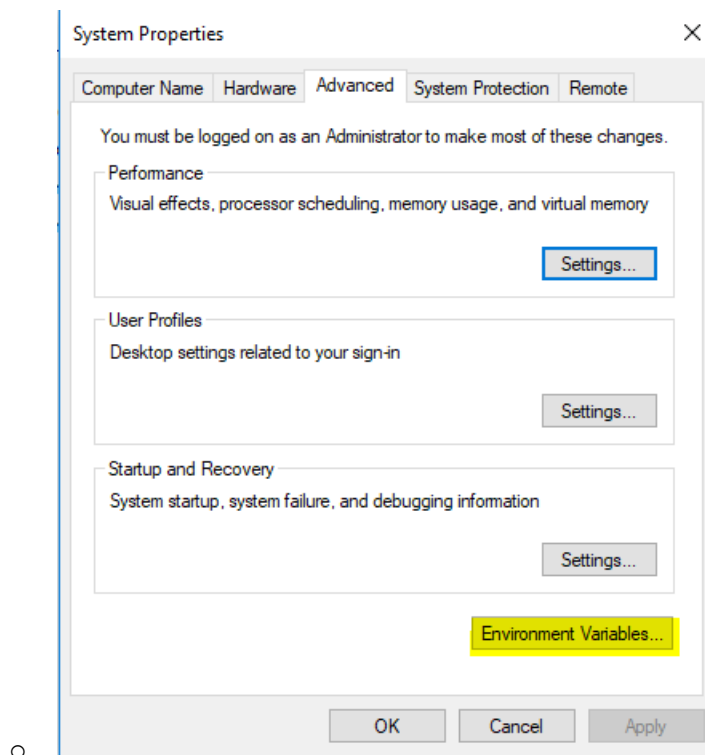 System Properties
Computer Name Hardware Advanced System Protection Remote
You must be logged on as an Administrator to make most of these changes.
Performance
Visual effects, processor scheduling, memory usage, and virtual memory
Settings...
User Profiles
Desktop settings related to your sign-in
Settings...
Startup and Recovery
System startup, system failure, and debugging information
Settings...
Environment Variables...
OK Cancel Apply